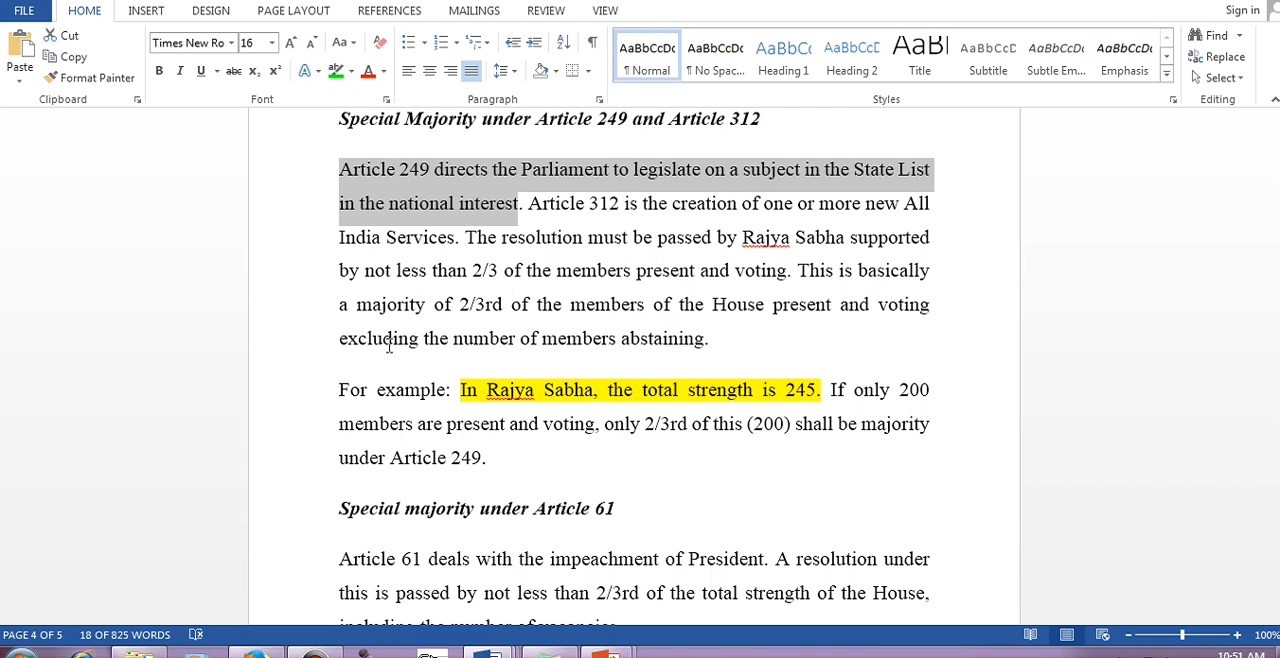 FILE HOME INSERT DESIGN PAGE LAYOUT REFERENCES MAILINGS REVIEW VIEW Sign in
Cut
Copy
Format Painter
Paste
Times New Ro 16
Clipboard Font Paragraph Styles Editing
AaBbCcDc AaBbCcDc AaBbCc AaBbCcD AaB AaBbCcD AaBbCcDc AaBbCcDc
¶ Normal ¶ No Spac... Heading 1 Heading 2 Title Subtitle Subtle Em... Emphasis
Find
Replace
Select
Special Majority under Article 249 and Article 312
Article 249 directs the Parliament to legislate on a subject in the State List
in the national interest. Article 312 is the creation of one or more new All
India Services. The resolution must be passed by Rajya Sabha supported
by not less than 2/3 of the members present and voting. This is basically
a majority of 2/3rd of the members of the House present and voting
excluding the number of members abstaining.
For example: In Rajya Sabha, the total strength is 245. If only 200
members are present and voting, only 2/3rd of this (200) shall be majority
under Article 249.
Special majority under Article 61
Article 61 deals with the impeachment of President. A resolution under
this is passed by not less than 2/3rd of the total strength of the House,
including the number of vacancies
PAGE 4 OF 5 18 OF 825 WORDS 100%
10:51 AM